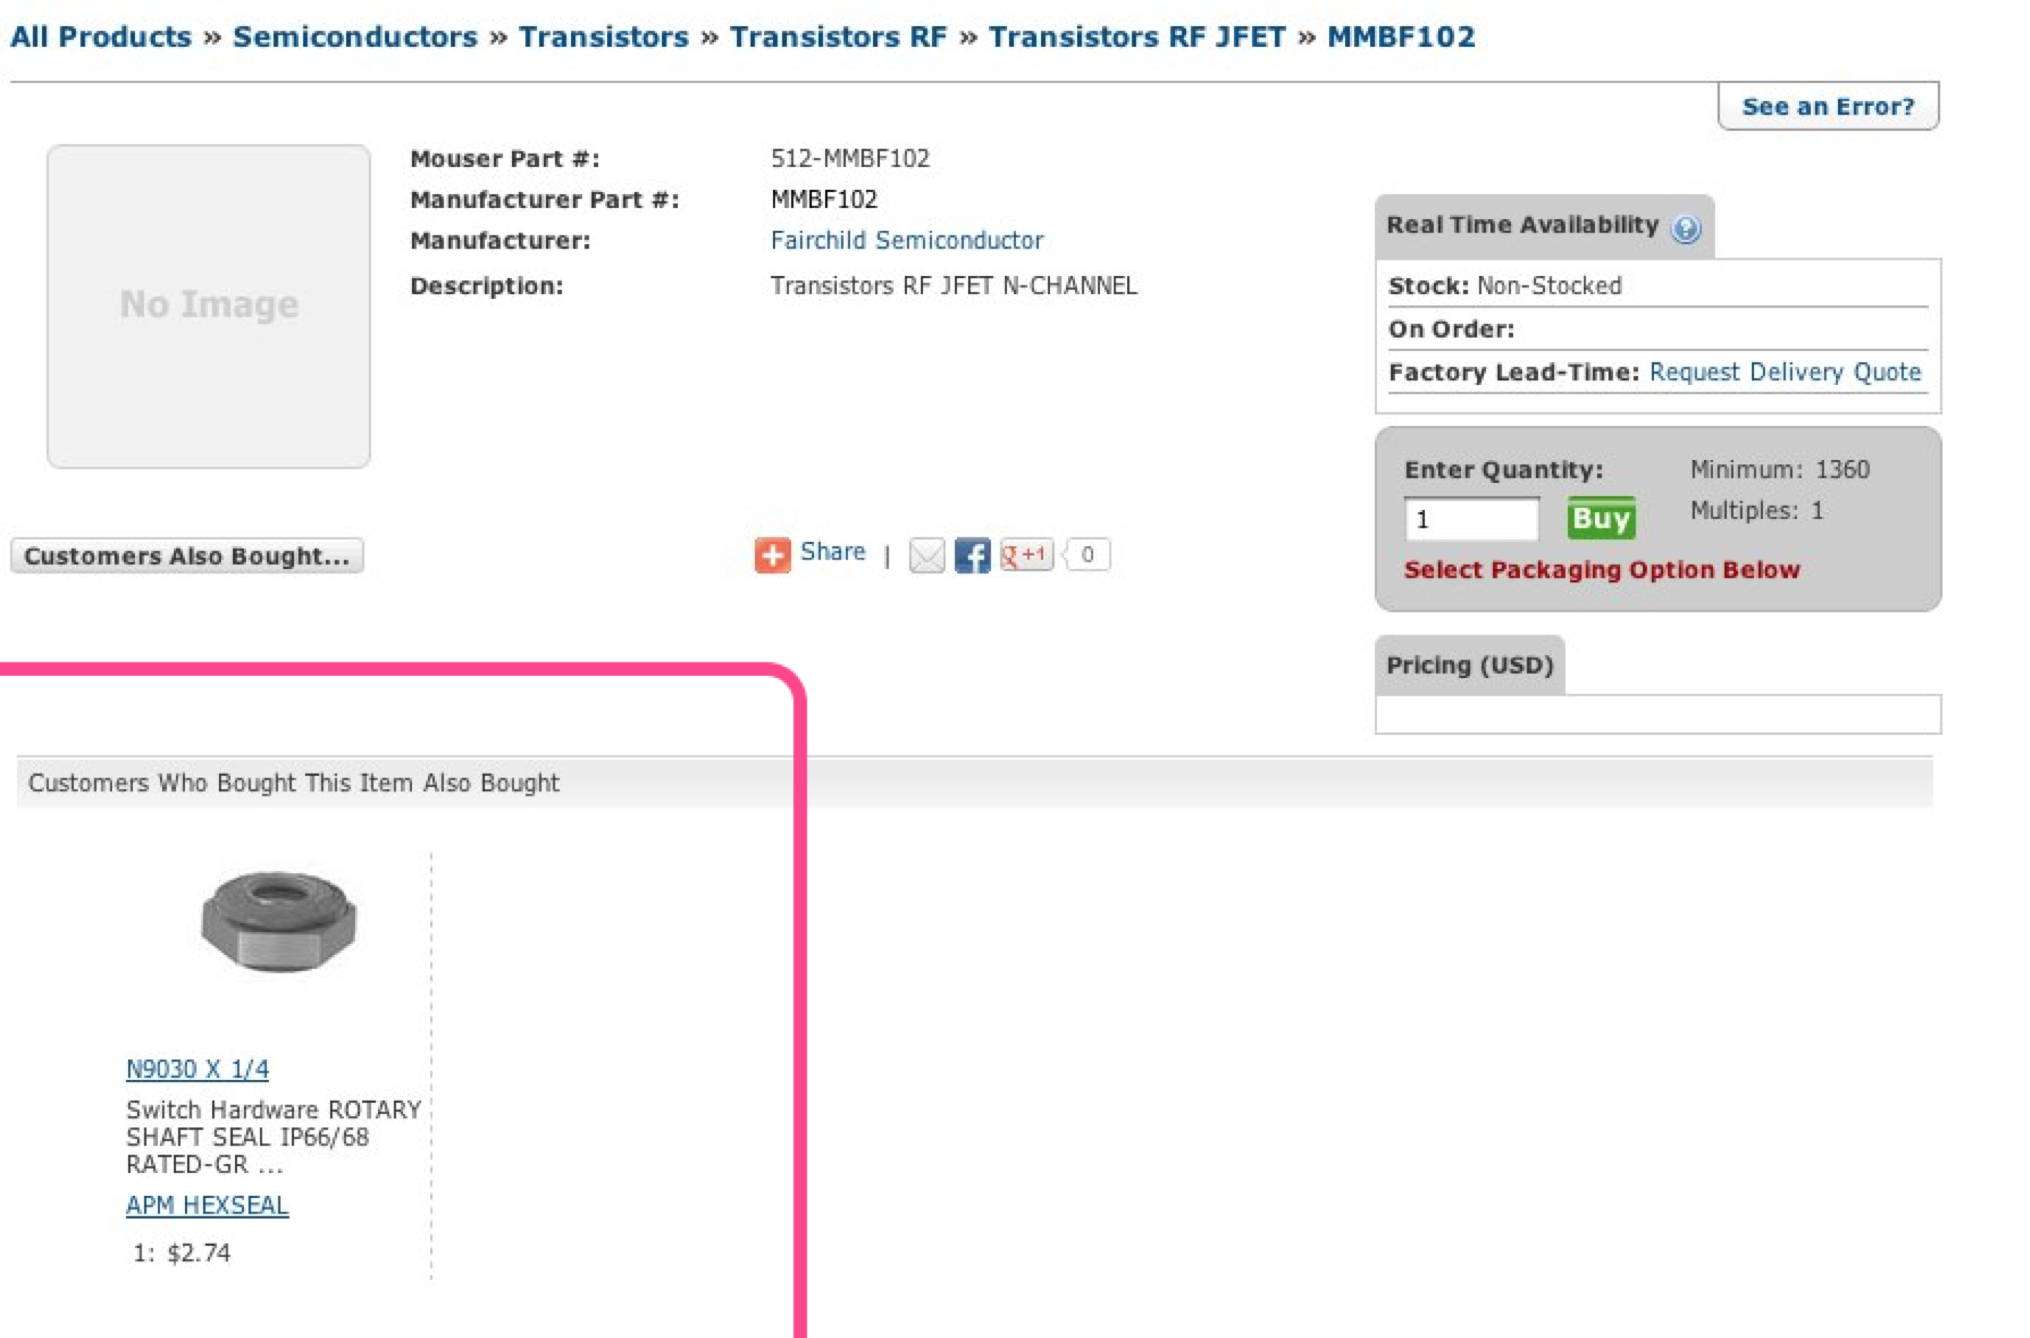 All Products » Semiconductors » Transistors » Transistors RF » Transistors RF JFET » MMBF102
See an Error?
No Image
Mouser Part #: 512-MMBF102
Manufacturer Part #: MMBF102
Manufacturer: Fairchild Semiconductor
Description: Transistors RF JFET N-CHANNEL
Real Time Availability ?
Stock: Non-Stocked
On Order:
Factory Lead-Time: Request Delivery Quote
Enter Quantity: Minimum: 1360
1 Buy Multiples: 1
Select Packaging Option Below
Customers Also Bought...
Share | f g +1 0
Pricing (USD)
Customers Who Bought This Item Also Bought
N9030 X 1/4
Switch Hardware ROTARY
SHAFT SEAL IP66/68
RATED-GR ...
APM HEXSEAL
1: $2.74